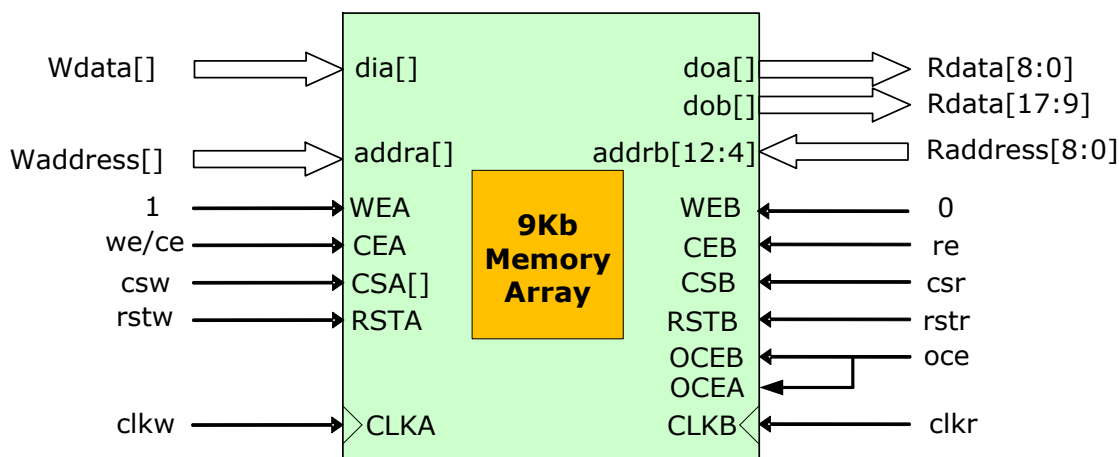 Wdata[] dia[] doa[] Rdata[8:0]
dob[] Rdata[17:9]
Waddress[] addra[] addrb[12:4] Raddress[8:0]
1 WEA WEB 0
we/ce CEA CEB re
csw CSA[] CSB csr
rstw RSTA RSTB rstr
9Kb
Memory
Array
OCEB oce
OCEA
clkw CLKA CLKB clkr